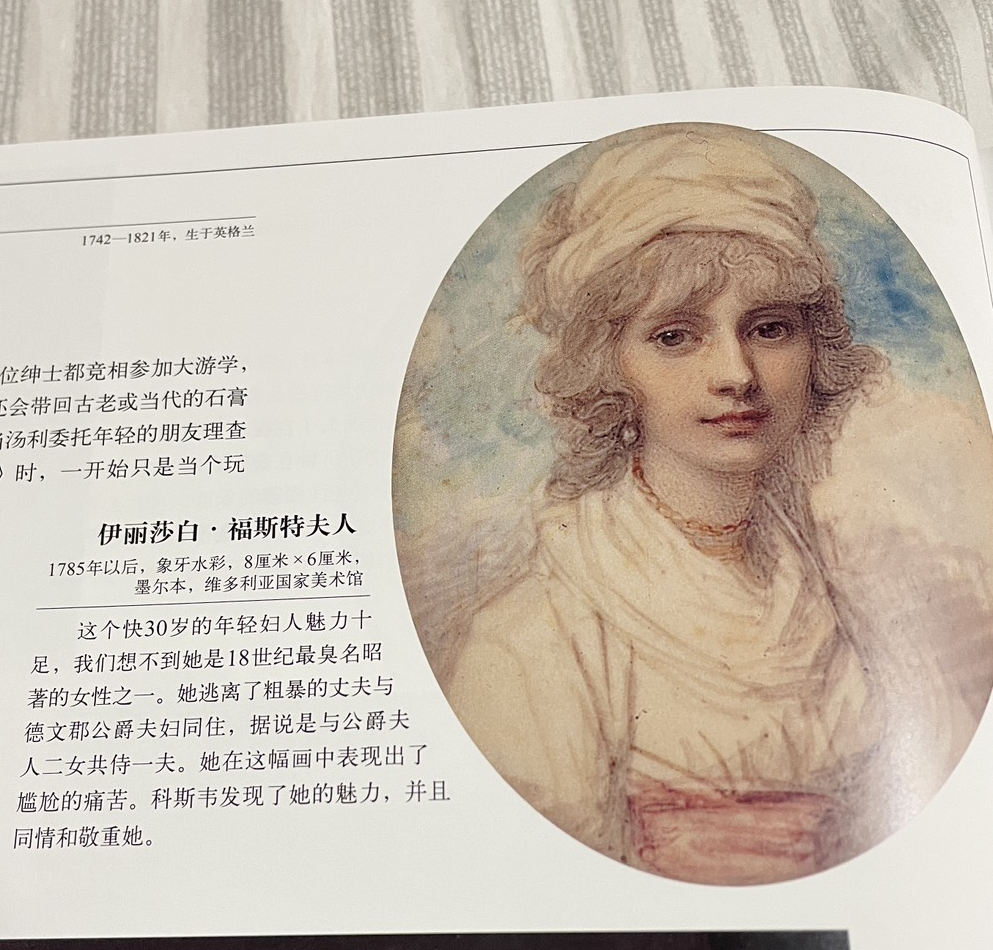 1742—1821年，生于英格兰
位绅士都竞相参加大游学，
还会带回古老或当代的石膏
当汤利委托年轻的朋友理查
》时，一开始只是当个玩
伊丽莎白·福斯特夫人
1785年以后，象牙水彩，8厘米×6厘米，
墨尔本，维多利亚国家美术馆
这个快30岁的年轻妇人魅力十
足，我们想不到她是18世纪最臭名昭
著的女性之一。她逃离了粗暴的丈夫与
德文郡公爵夫妇同住，据说是与公爵夫
人二女共侍一夫。她在这幅画中表现出了
尴尬的痛苦。科斯韦发现了她的魅力，并且
同情和敬重她。